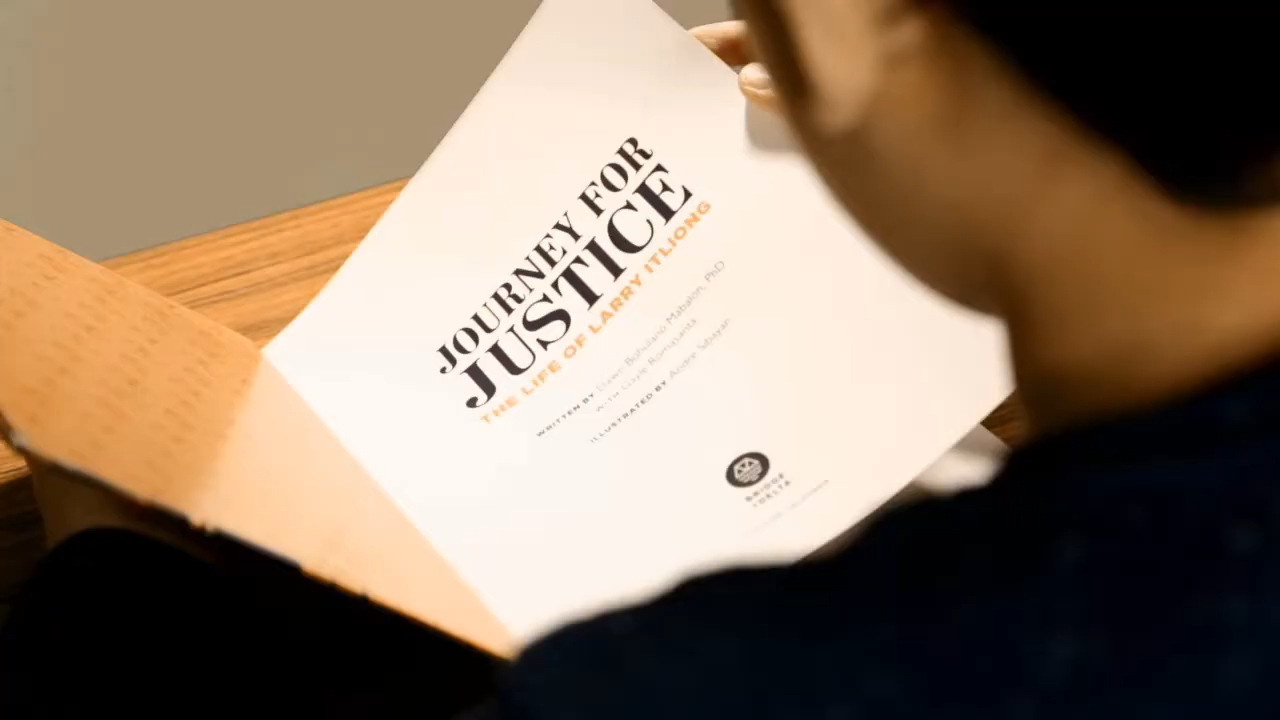 JOURNEY FOR
JUSTICE
THE LIFE OF LARRY ITLIONG
WRITTEN BY Dawn Bohulano Mabalon, PhD
WITH Gayle Romasanta
ILLUSTRATED BY Andre Sibayan
BRIDGE
DELTA